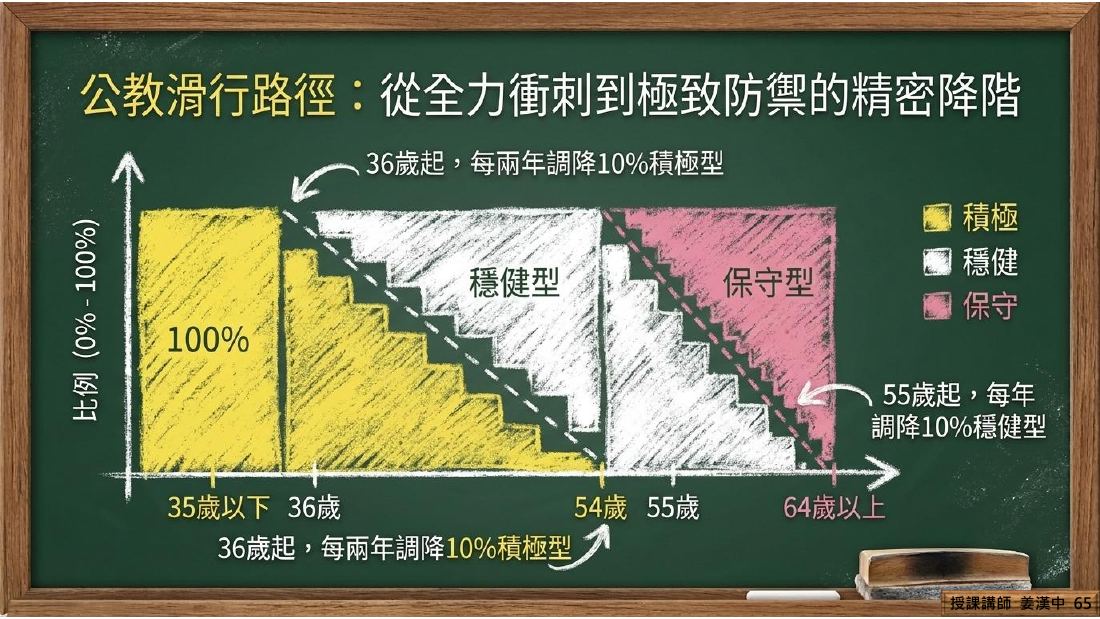 公教滑行路徑：從全力衝刺到極致防禦的精密降階
36歲起，每兩年調降10%積極型
比例 (0% - 100%)
100%
穩健型
保守型
積極
穩健
保守
55歲起，每年
調降10%穩健型
35歲以下
36歲
54歲
55歲
64歲以上
36歲起，每兩年調降10%積極型
授課講師 姜漢中 65